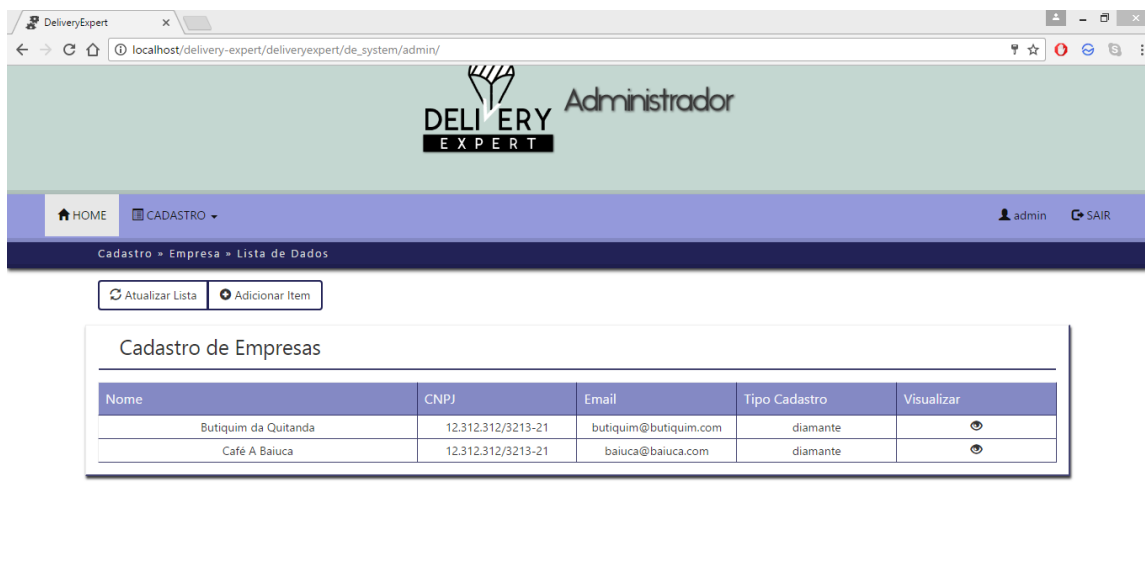 DeliveryExpert
localhost/delivery-expert/deliveryexpert/de_system/admin/
DELIVERY
EXPERT
Administrador
HOME
CADASTRO
admin
SAIR
Cadastro » Empresa » Lista de Dados
Atualizar Lista
Adicionar Item
Cadastro de Empresas
Nome CNPJ Email Tipo Cadastro Visualizar
Butiquim da Quitanda 12.312.312/3213-21 butiquim@butiquim.com diamante
Café A Baiuca 12.312.312/3213-21 baiuca@baiuca.com diamante